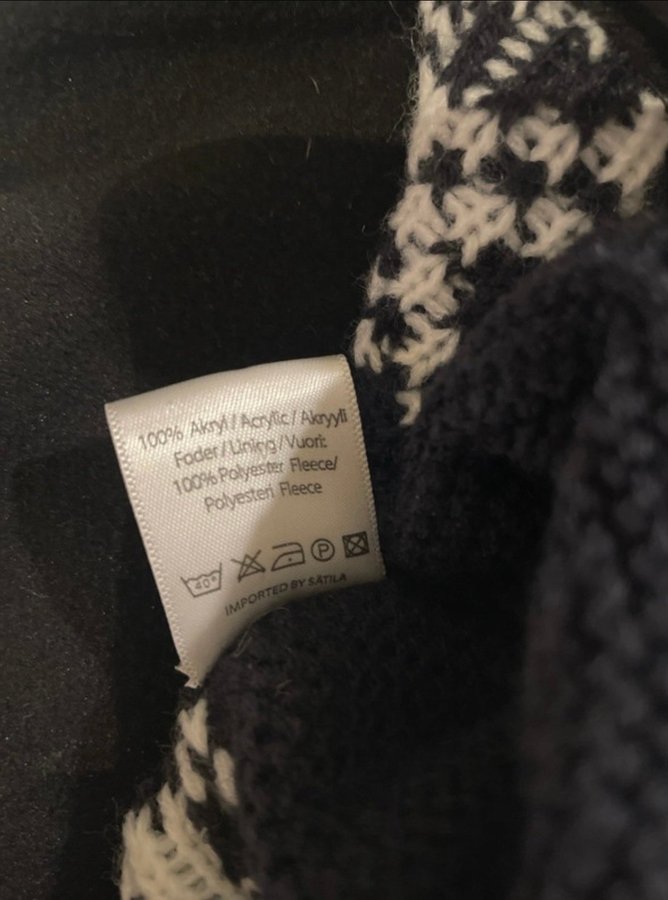 100% Akryl/Acrylic/Akryyli
Foder/Lining/Vuori:
100% Polyester Fleece/
Polyesteri Fleece
40° P
IMPORTED BY SÄTILA